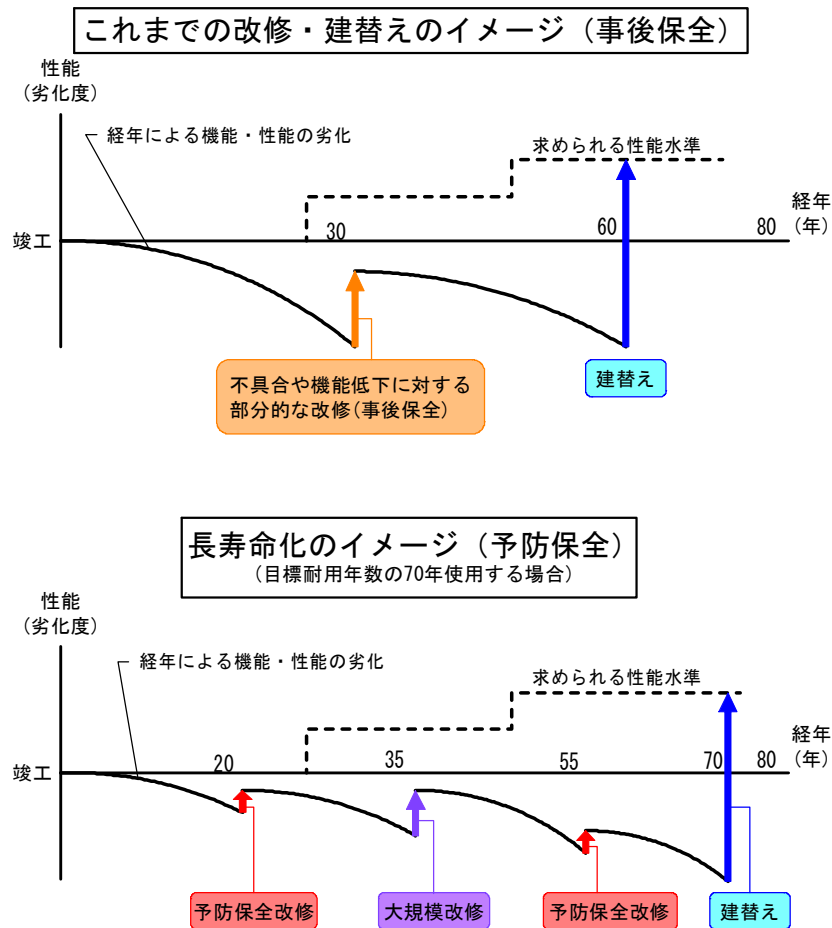 これまでの改修・建替えのイメージ（事後保全）
性能
（劣化度）
経年による機能・性能の劣化
求められる性能水準
竣工
30
60
80
経年
（年）
不具合や機能低下に対する
部分的な改修(事後保全)
建替え
長寿命化のイメージ（予防保全）
（目標耐用年数の70年使用する場合）
性能
（劣化度）
経年による機能・性能の劣化
求められる性能水準
竣工
20
35
55
70
80
経年
（年）
予防保全改修
大規模改修
予防保全改修
建替え